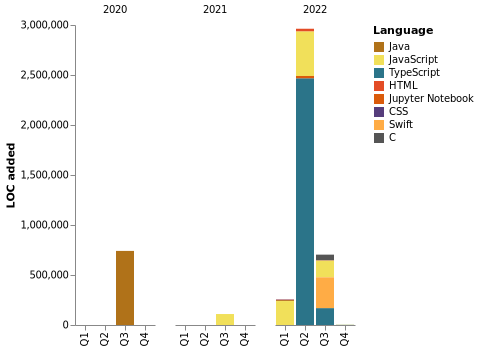 2020 2021 2022
Language
Java
JavaScript
TypeScript
HTML
Jupyter Notebook
CSS
Swift
C
LOC added
3,000,000
2,500,000
2,000,000
1,500,000
1,000,000
500,000
0
Q1 Q2 Q3 Q4 Q1 Q2 Q3 Q4 Q1 Q2 Q3 Q4